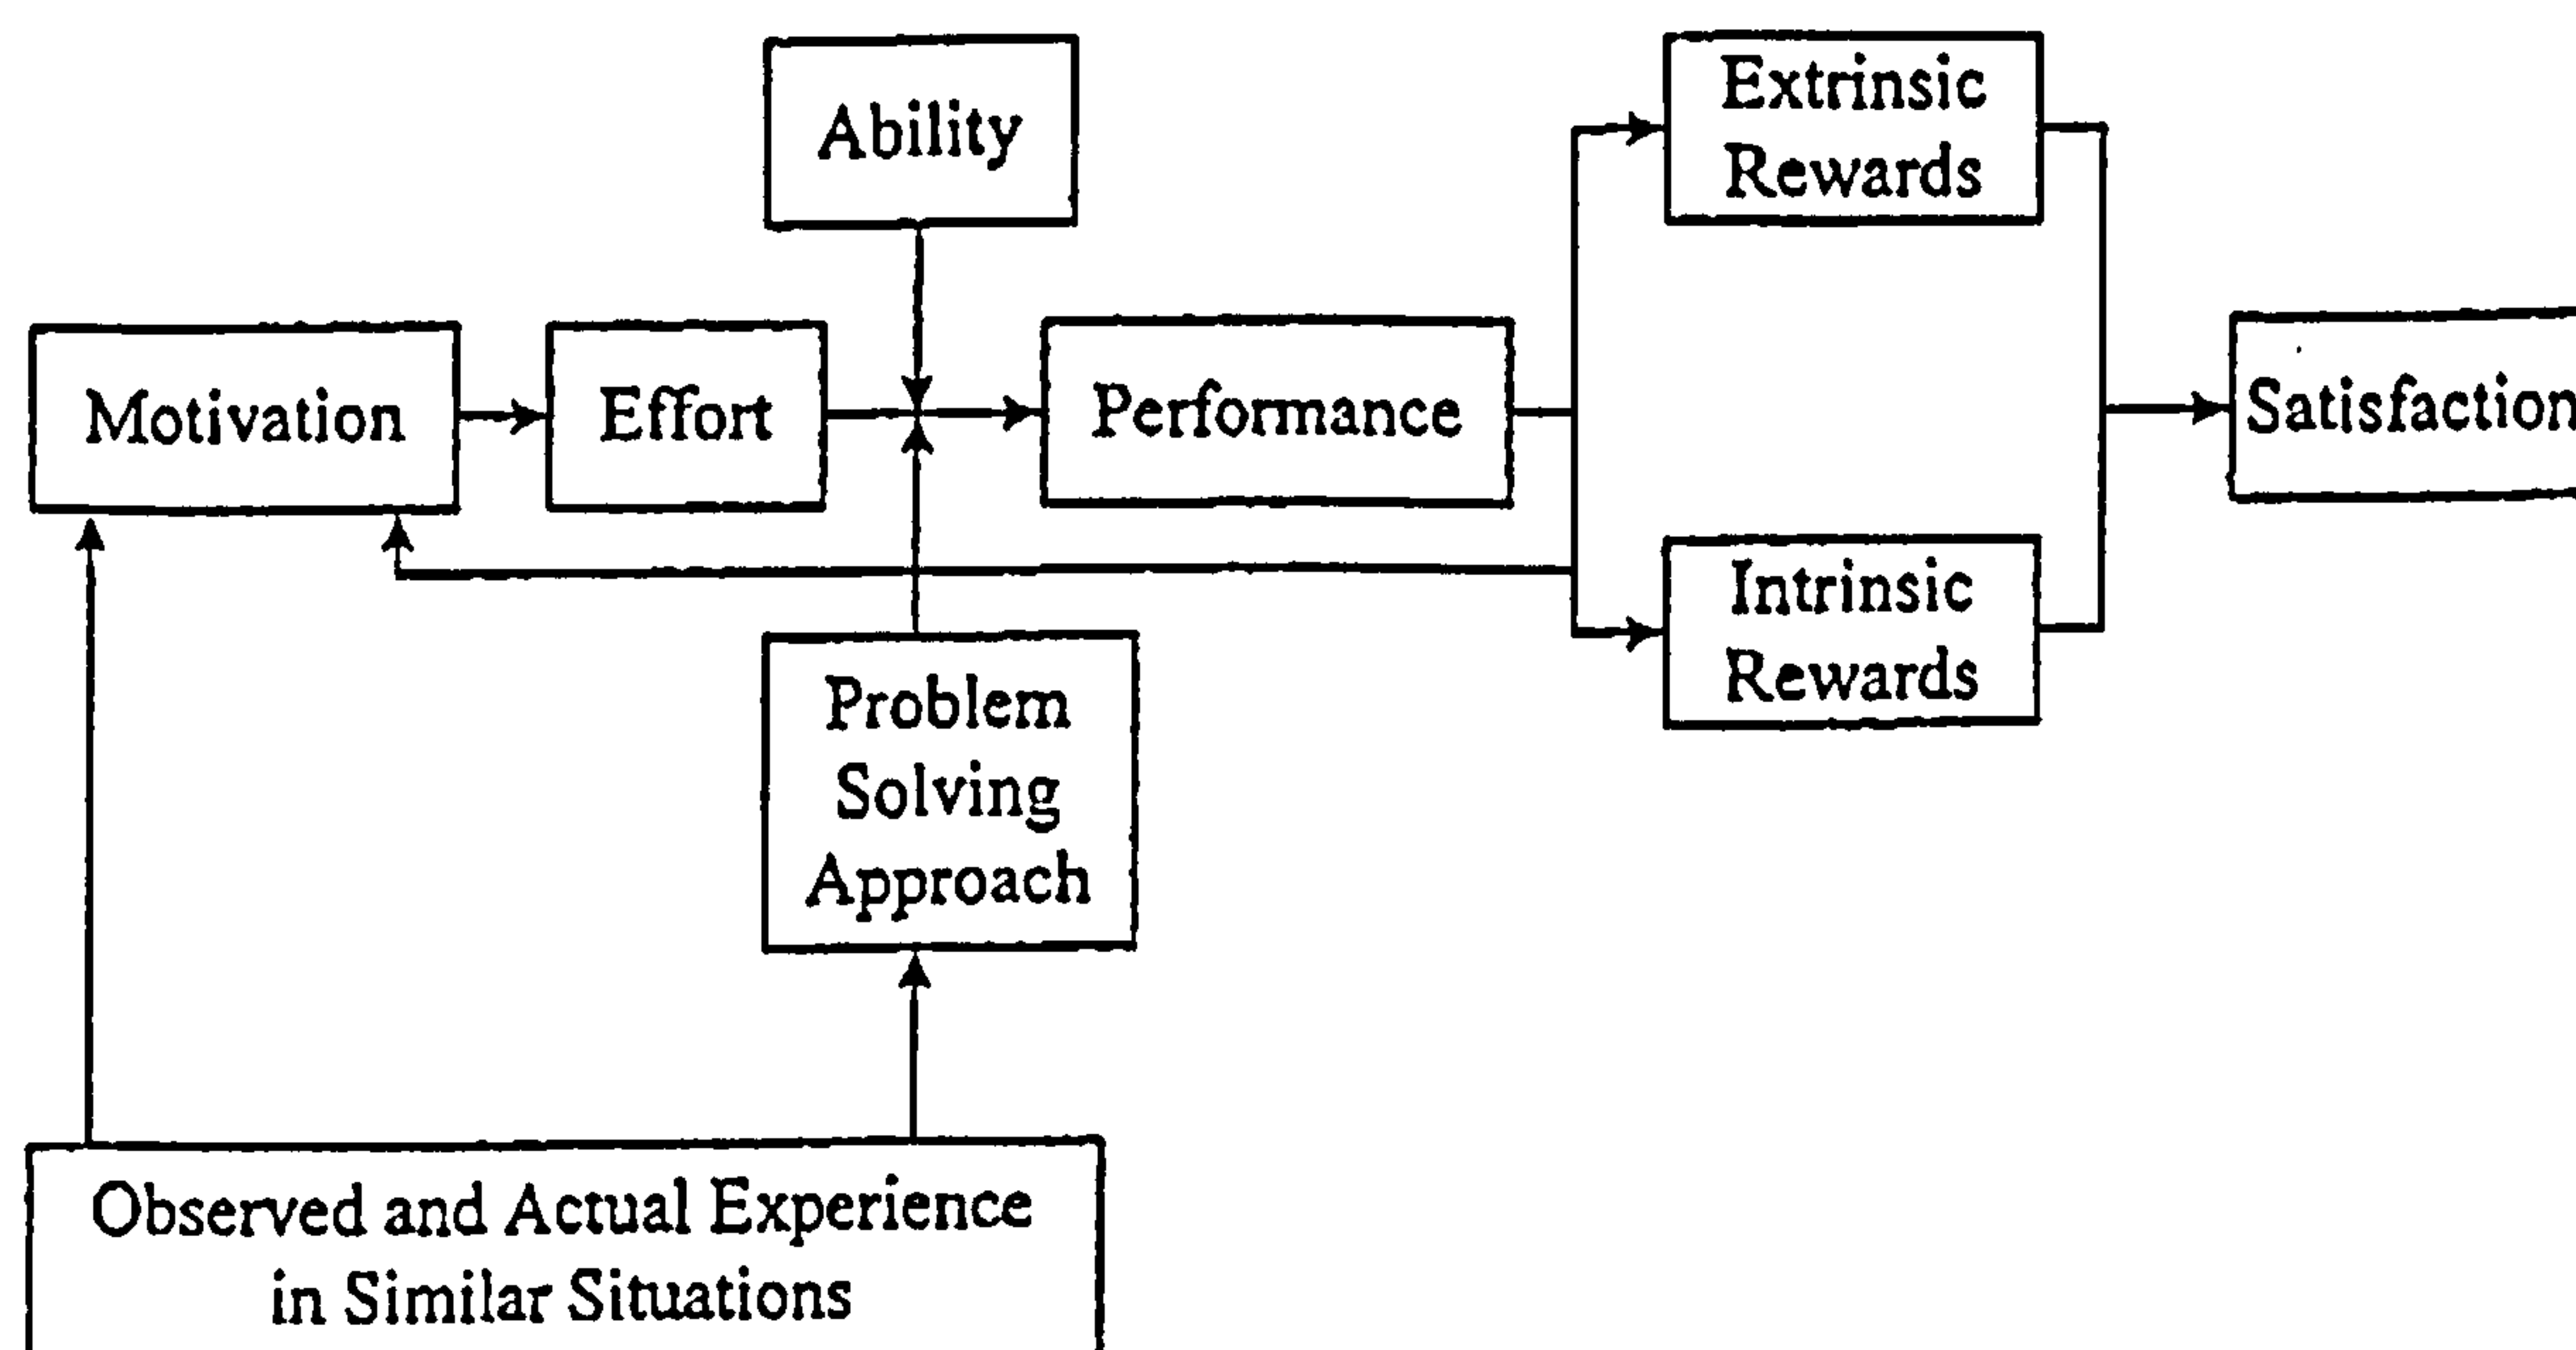 Ability
Extrinsic
Rewards
Motivation
Effort
Performance
Satisfaction
Intrinsic
Rewards
Problem
Solving
Approach
Observed and Actual Experience
in Similar Situations